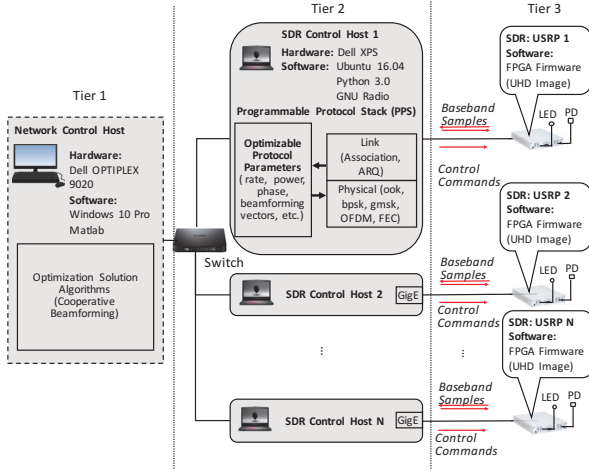 Tier 1
Network Control Host
Hardware:
Dell OPTIPLEX
9020
Software:
Windows 10 Pro
Matlab
Optimization Solution
Algorithms
(Cooperative
Beamforming)
Switch
Tier 2
SDR Control Host 1
Hardware: Dell XPS
Software: Ubuntu 16.04
Python 3.0
GNU Radio
Programmable Protocol Stack (PPS)
Optimizable
Protocol
Parameters
( rate, power,
phase,
beamforming
vectors, etc.)
Link
(Association,
ARQ)
Physical (ook,
bpsk, gmsk,
OFDM, FEC)
SDR Control Host 2
GigE
...
SDR Control Host N
GigE
Tier 3
SDR: USRP 1
Software:
FPGA Firmware
(UHD Image)
LED
PD
Baseband
Samples
Control
Commands
SDR: USRP 2
Software:
FPGA Firmware
(UHD Image)
LED
PD
Baseband
Samples
Control
Commands
...
SDR: USRP N
Software:
FPGA Firmware
(UHD Image)
LED
PD
Baseband
Samples
Control
Commands